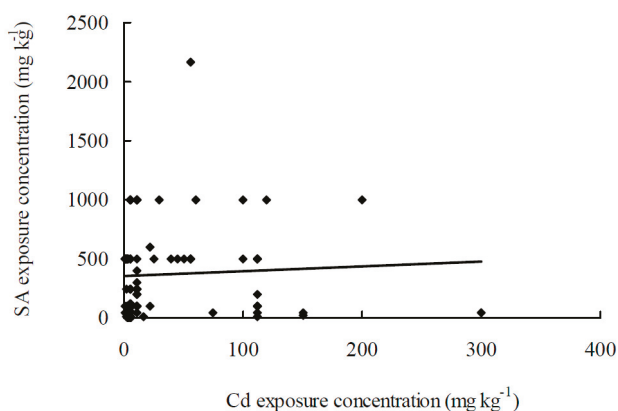 SA exposure concentration (mg kg-1)
2500
2000
1500
1000
500
0
0 100 200 300 400
Cd exposure concentration (mg kg-1)